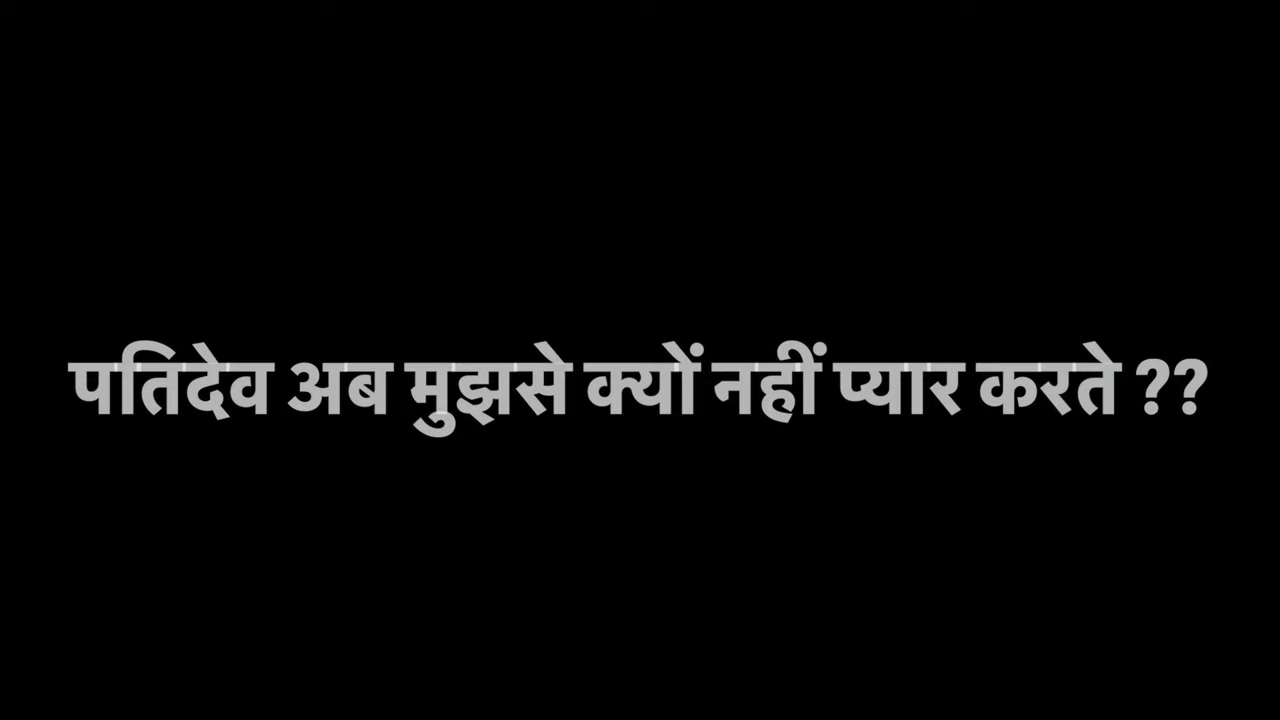 पतिदेव अब मुझसे क्यों नहीं प्यार करते ??